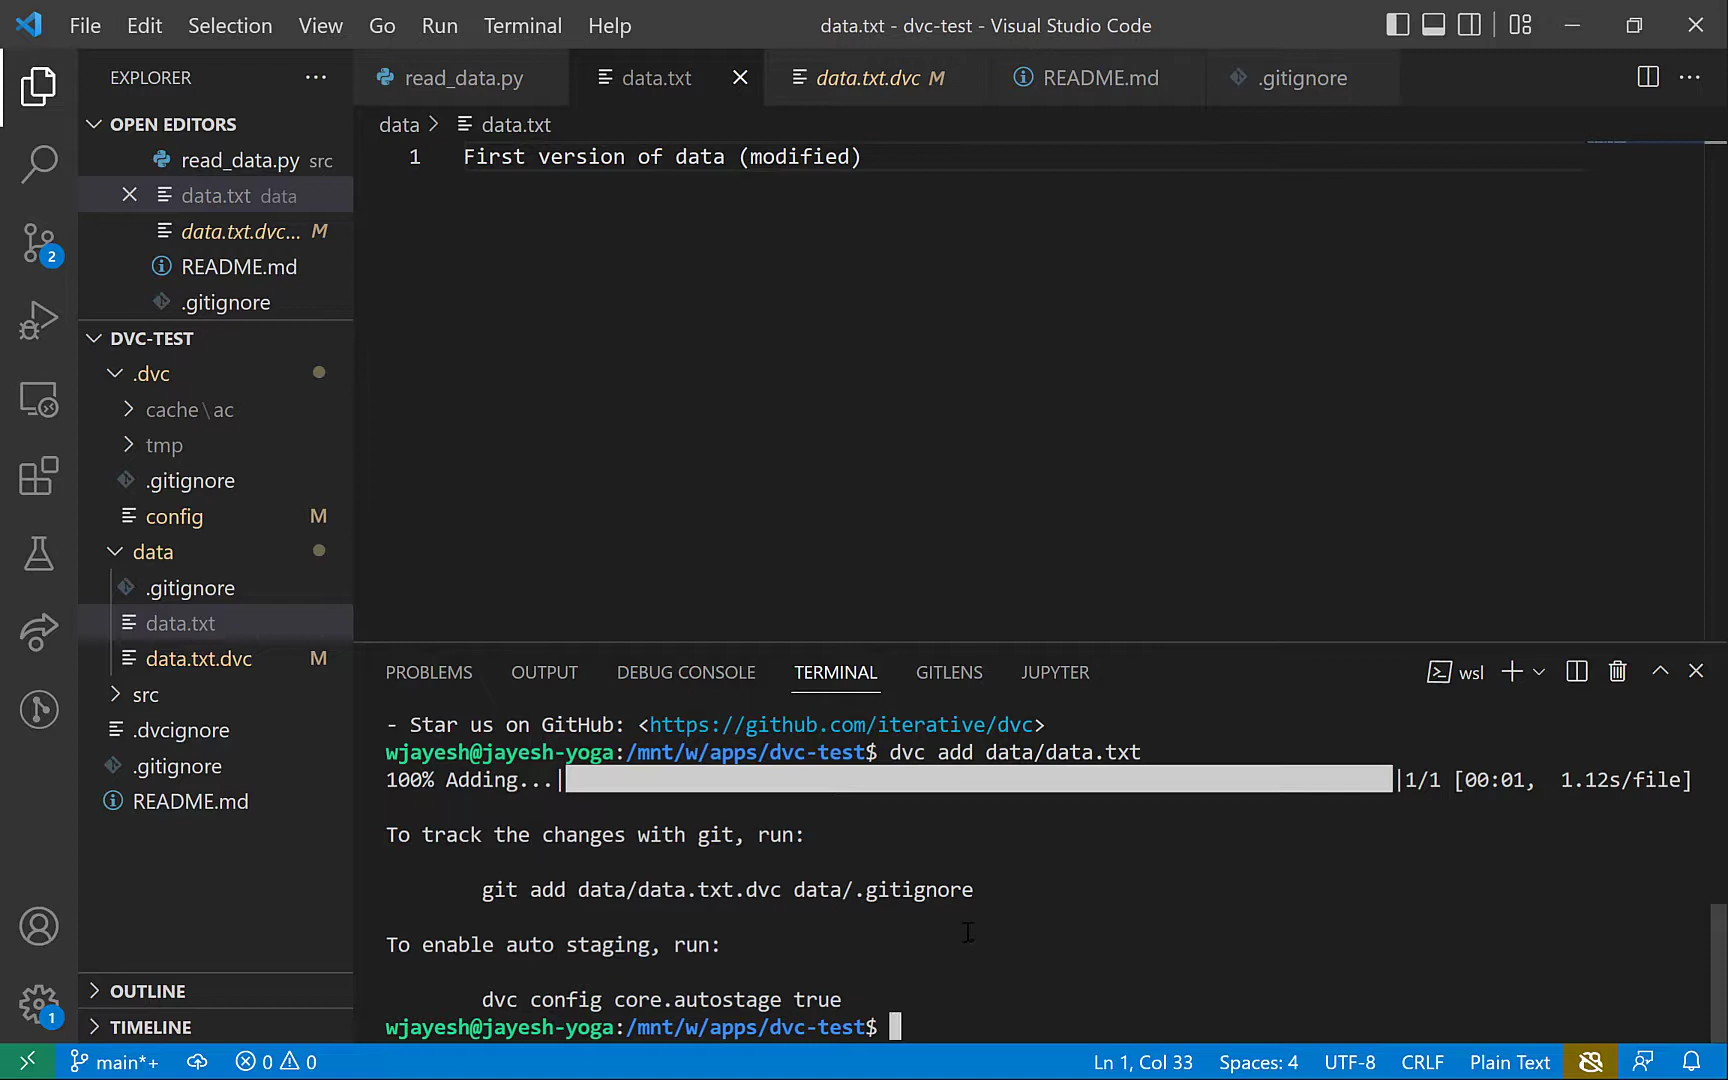 File Edit Selection View Go Run Terminal Help data.txt - dvc-test - Visual Studio Code
EXPLORER
read_data.py data.txt data.txt.dvc M README.md .gitignore
OPEN EDITORS
read_data.py src
data.txt data
data.txt.dvc... M
README.md
.gitignore
DVC-TEST
.dvc
cache\ac
tmp
.gitignore
config M
data
.gitignore
data.txt
data.txt.dvc M
src
.dvcignore
.gitignore
README.md
OUTLINE
TIMELINE
2
1
data > data.txt
1 First version of data (modified)
PROBLEMS OUTPUT DEBUG CONSOLE TERMINAL GITLENS JUPYTER wsl
- Star us on GitHub: <https://github.com/iterative/dvc>
wjayesh@jayesh-yoga:/mnt/w/apps/dvc-test$ dvc add data/data.txt
100% Adding...| |1/1 [00:01, 1.12s/file]
To track the changes with git, run:
git add data/data.txt.dvc data/.gitignore
To enable auto staging, run:
dvc config core.autostage true
wjayesh@jayesh-yoga:/mnt/w/apps/dvc-test$
main*+ 0 0 Ln 1, Col 33 Spaces: 4 UTF-8 CRLF Plain Text